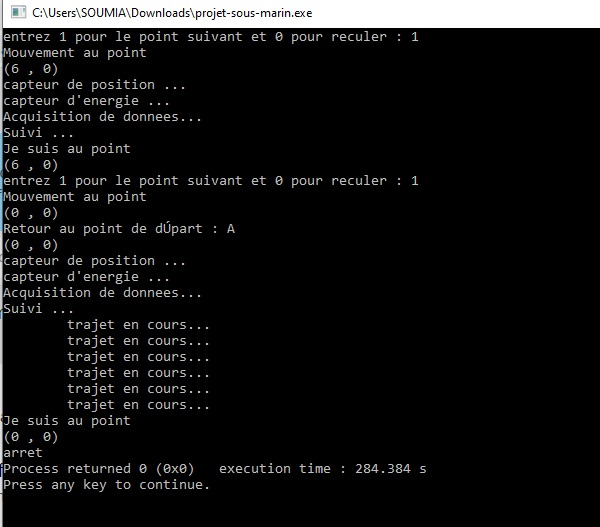 C:\Users\SOUMIA\Downloads\projet-sous-marin.exe
entrez 1 pour le point suivant et 0 pour reculer : 1
Mouvement au point
(6 , 0)
capteur de position ...
capteur d'energie ...
Acquisition de donnees...
Suivi ...
Je suis au point
(6 , 0)
entrez 1 pour le point suivant et 0 pour reculer : 1
Mouvement au point
(0 , 0)
Retour au point de dÚpart : A
(0 , 0)
capteur de position ...
capteur d'energie ...
Acquisition de donnees...
Suivi ...
trajet en cours...
trajet en cours...
trajet en cours...
trajet en cours...
trajet en cours...
trajet en cours...
Je suis au point
(0 , 0)
arret
Process returned 0 (0x0)   execution time : 284.384 s
Press any key to continue.